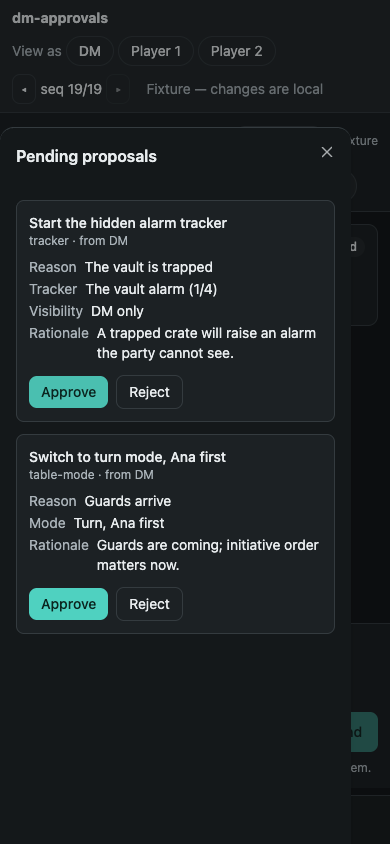 dm-approvals
View as DM Player 1 Player 2
seq 19/19 Fixture — changes are local
Pending proposals
Start the hidden alarm tracker
tracker · from DM
Reason The vault is trapped
Tracker The vault alarm (1/4)
Visibility DM only
Rationale A trapped crate will raise an alarm
the party cannot see.
Approve Reject
Switch to turn mode, Ana first
table-mode · from DM
Reason Guards arrive
Mode Turn, Ana first
Rationale Guards are coming; initiative order
matters now.
Approve Reject